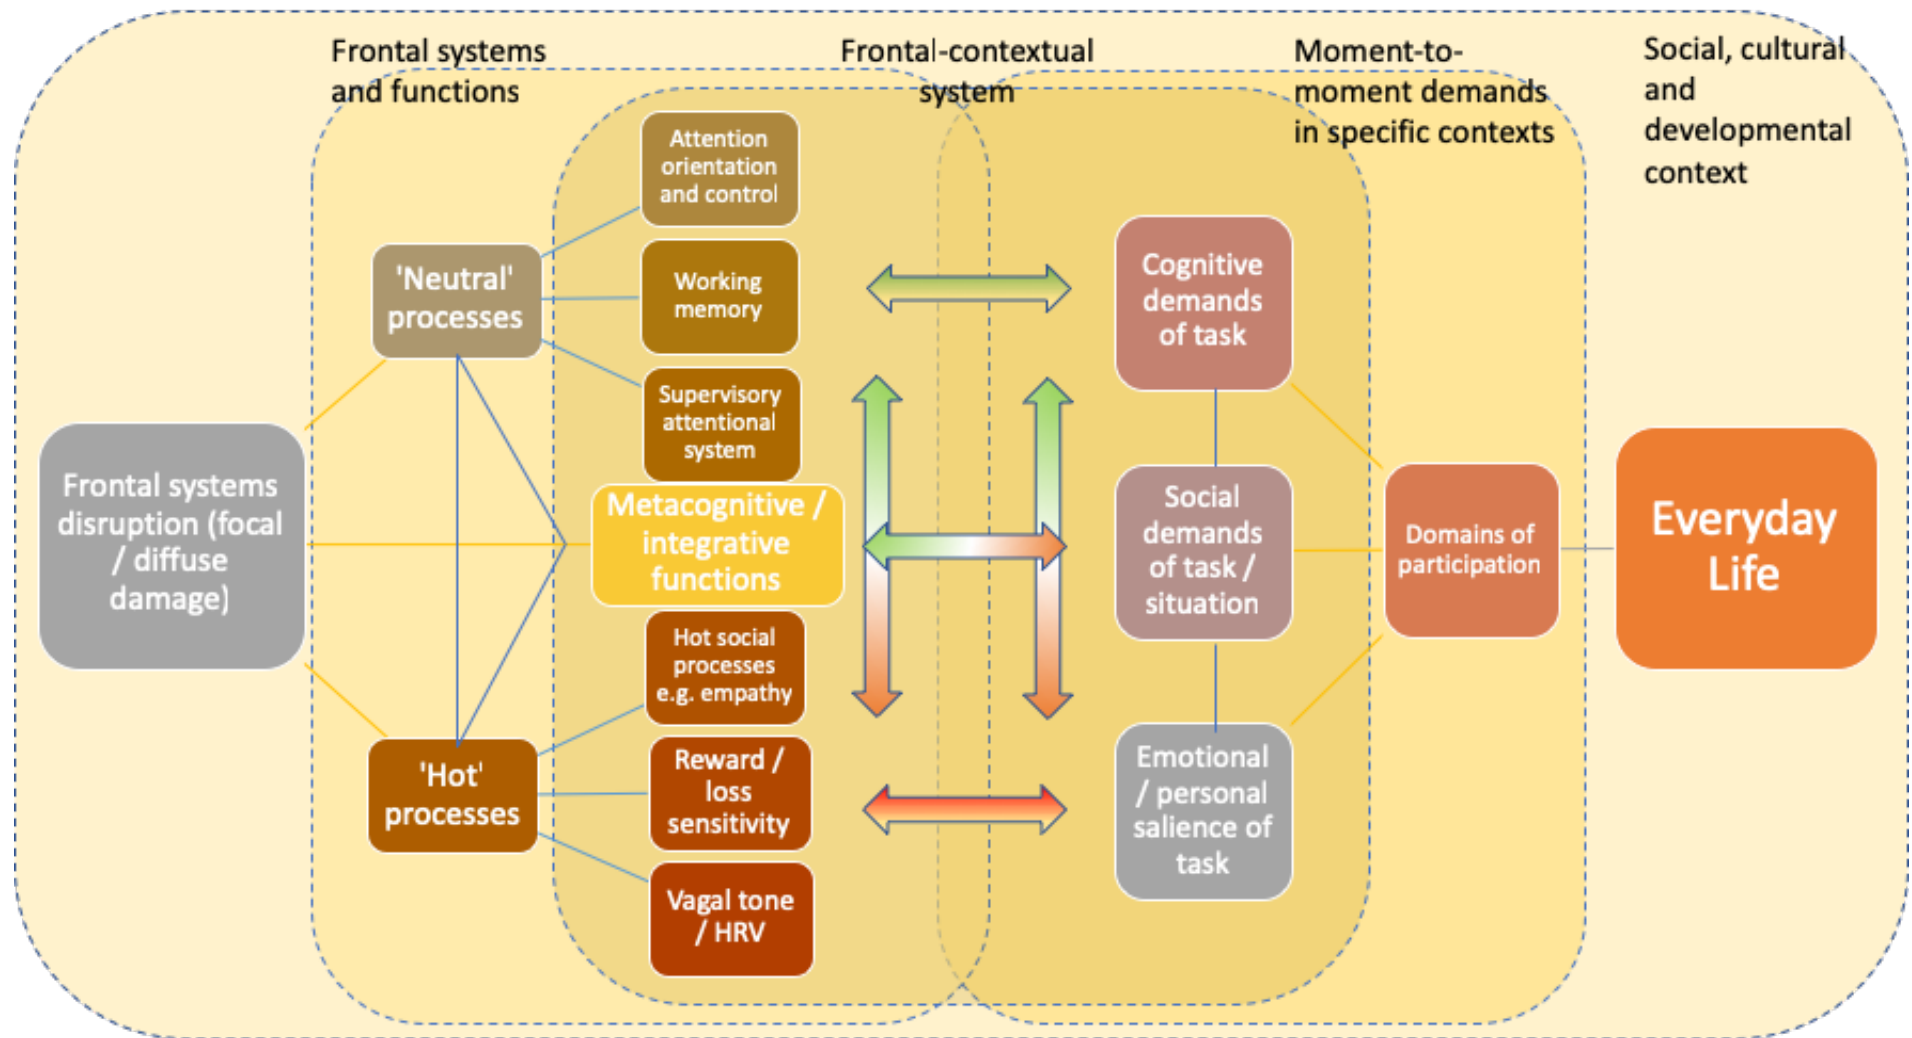 Frontal systems
and functions
Frontal-contextual
system
Moment-to-
moment demands
in specific contexts
Social, cultural
and
developmental
context
Attention
orientation
and control
'Neutral'
processes
Working
memory
Supervisory
attentional
system
Frontal systems
disruption (focal
/ diffuse
damage)
Metacognitive /
integrative
functions
Hot social
processes
e.g. empathy
'Hot'
processes
Reward /
loss
sensitivity
Vagal tone
/ HRV
Cognitive
demands
of task
Social
demands
of task /
situation
Emotional
/ personal
salience of
task
Domains of
participation
Everyday
Life